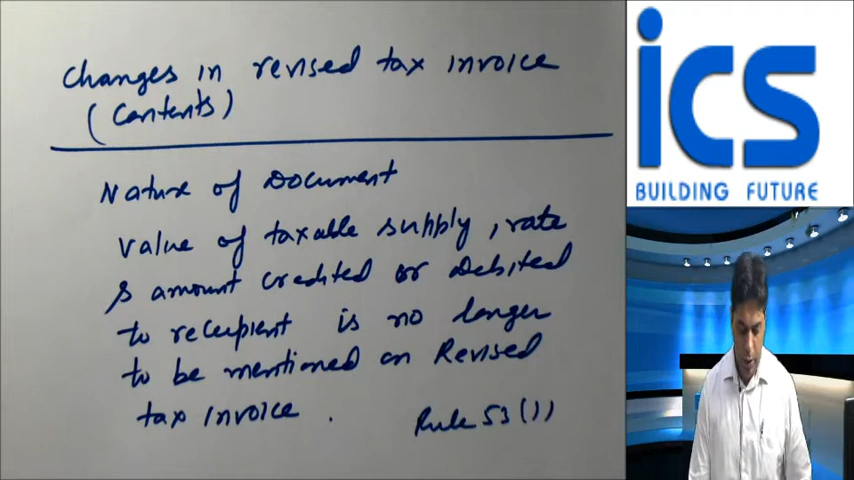 Changes in revised tax invoice
(Contents)
Nature of Document
Value of taxable supply, rate
& amount credited or Debited
to recipient is no longer
to be mentioned on Revised
tax invoice.
Rule 53(1)
ics
BUILDING FUTURE